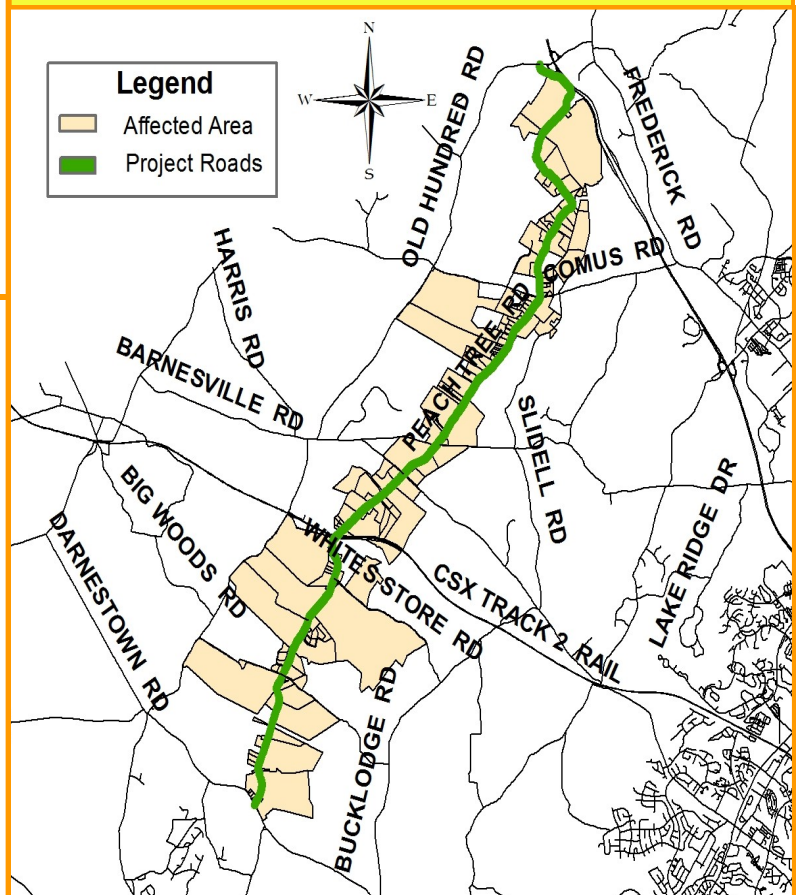 N
W
E
S
Legend
Affected Area
Project Roads
OLD HUNDRED RD
FREDERICK RD
COMUS RD
HARRIS RD
PEACH TREE RD
BARNESVILLE RD
SLIDELL RD
BIG WOODS RD
DARNESTOWN RD
WHITES STORE RD
CSX TRACK 2 RAIL
LAKE RIDGE DR
BUCKLODGE RD